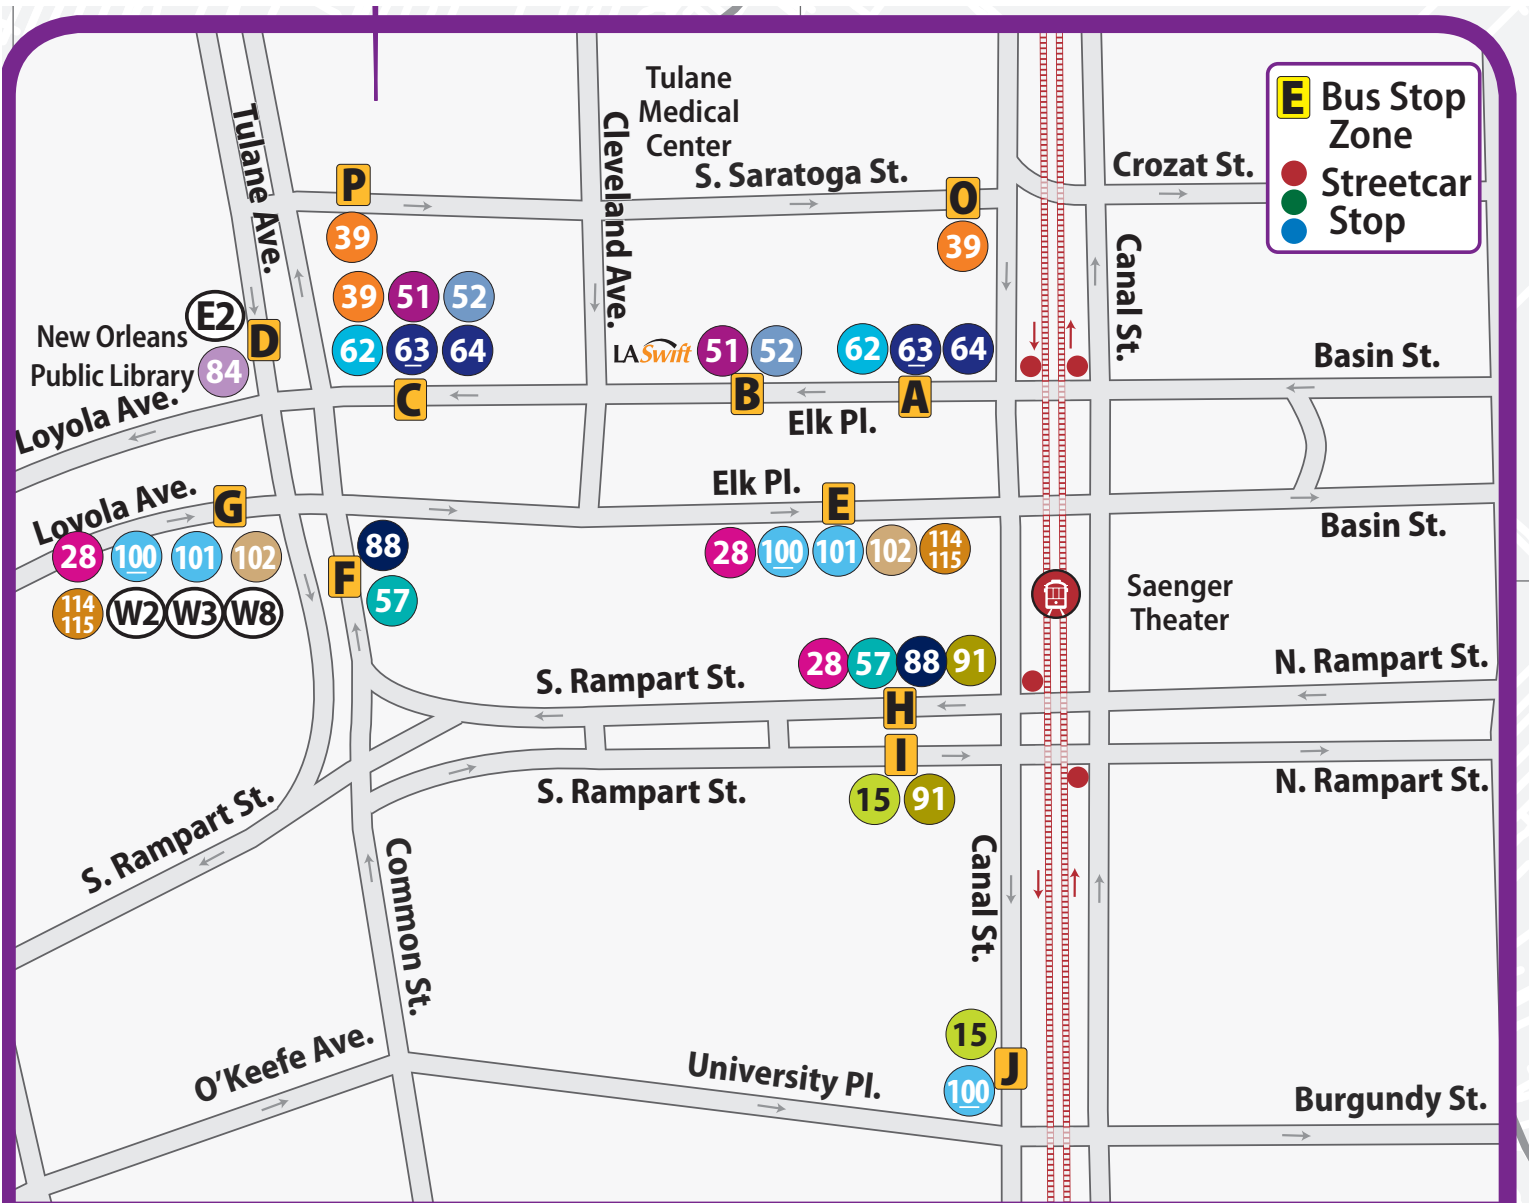 E Bus Stop
Zone
Streetcar
Stop
Tulane
Medical
Center
Tulane Ave.
Cleveland Ave.
S. Saratoga St.
Crozat St.
P
39
O
39
Canal St.
E2
D
84
New Orleans
Public Library
39 51 52
62 63 64
C
LA Swift 51 52
B
62 63 64
A
Elk Pl.
Basin St.
Loyola Ave.
Loyola Ave.
G
28 100 101 102
114
115
W2 W3 W8
F
88
57
Elk Pl.
E
28 100 101 102
114
115
Basin St.
Saenger
Theater
28 57 88 91
H
S. Rampart St.
N. Rampart St.
I
15 91
S. Rampart St.
N. Rampart St.
S. Rampart St.
Common St.
Canal St.
15
J
100
O'Keefe Ave.
University Pl.
Burgundy St.